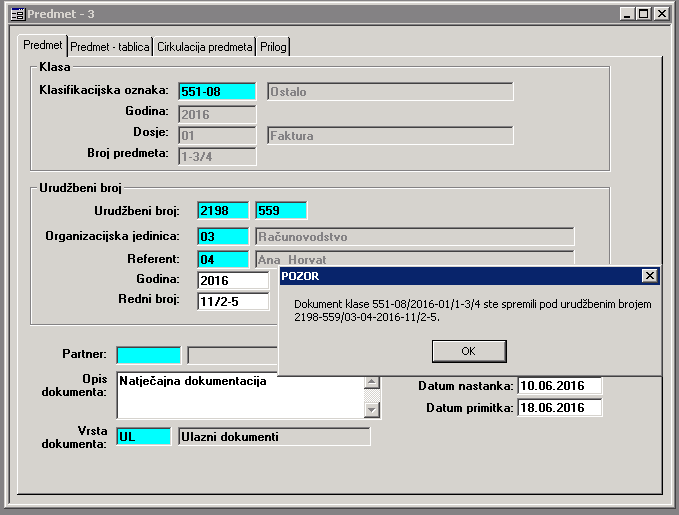 Predmet - 3
Predmet Predmet - tablica Cirkulacija predmeta Prilog
Klasa
Klasifikacijska oznaka: 551-08 Ostalo
Godina: 2016
Dosje: 01 Faktura
Broj predmeta: 1-3/4
Urudžbeni broj
Urudžbeni broj: 2198 559
Organizacijska jedinica: 03 Računovodstvo
Referent: 04 Ana Horvat
Godina: 2016
Redni broj: 11/2-5
POZOR
Dokument klase 551-08/2016-01/1-3/4 ste spremili pod urudžbenim brojem
2198-559/03-04-2016-11/2-5.
OK
Partner:
Opis
dokumenta:
Natječajna dokumentacija
Datum nastanka: 10.06.2016
Datum primitka: 18.06.2016
Vrsta
dokumenta:
UL Ulazni dokumenti